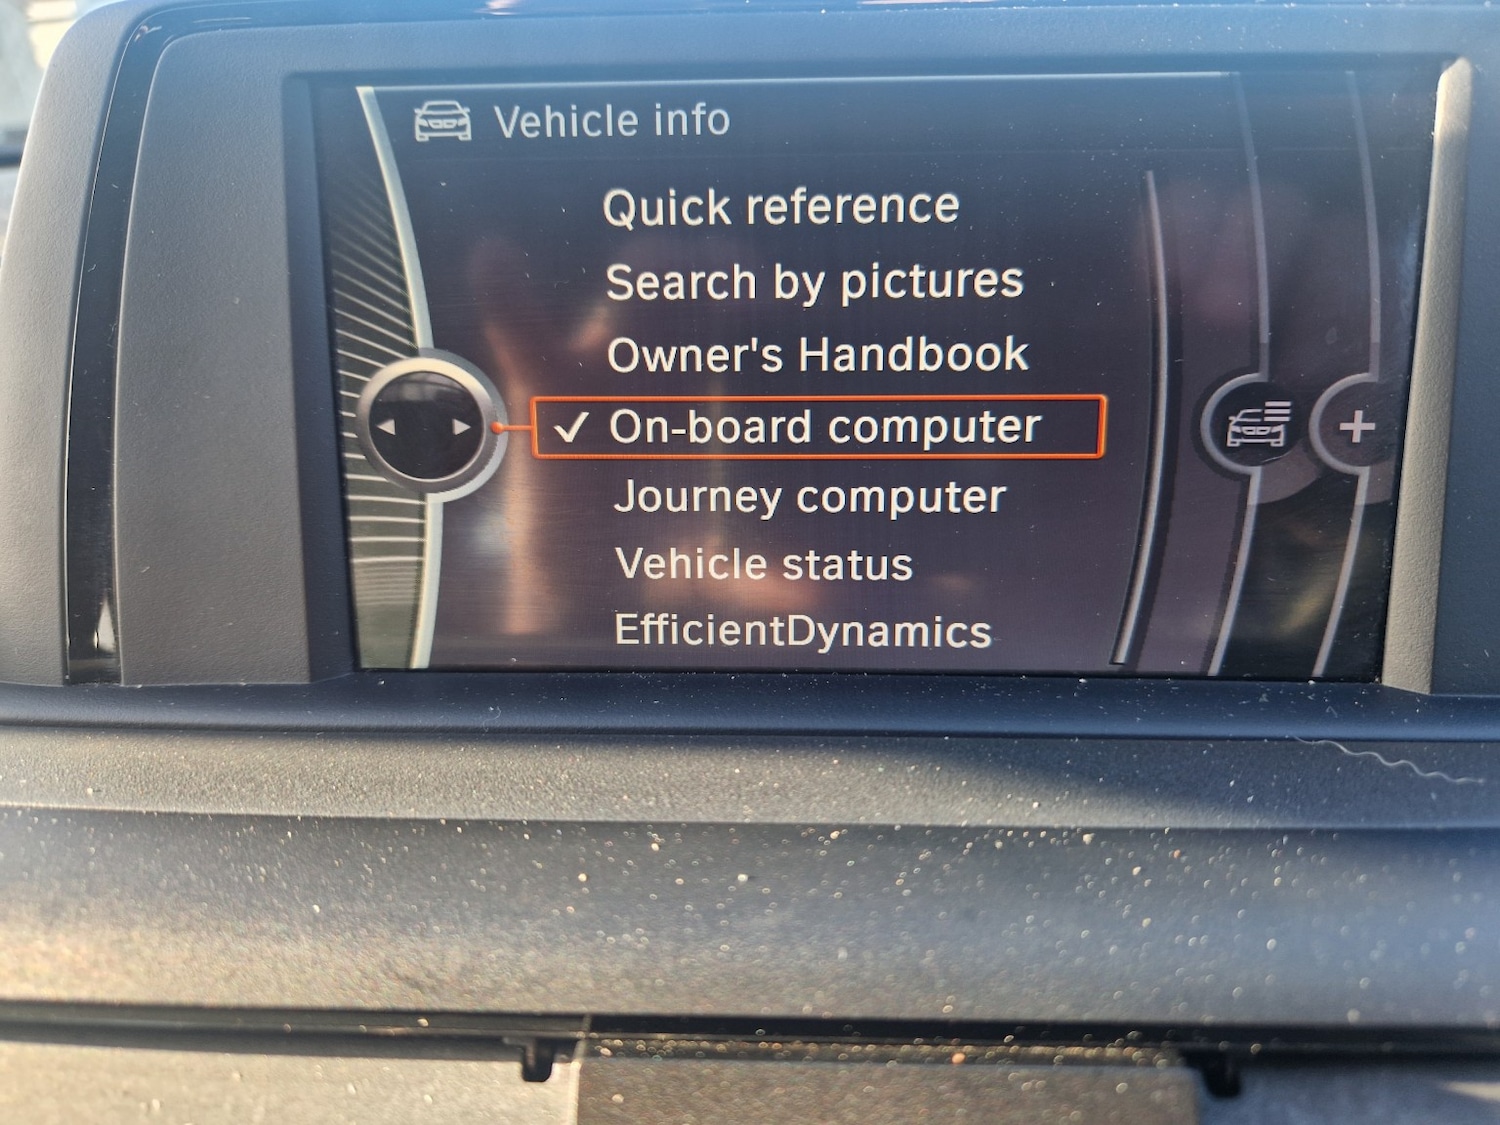 Vehicle info
Quick reference
Search by pictures
Owner's Handbook
✓ On-board computer
Journey computer
Vehicle status
EfficientDynamics